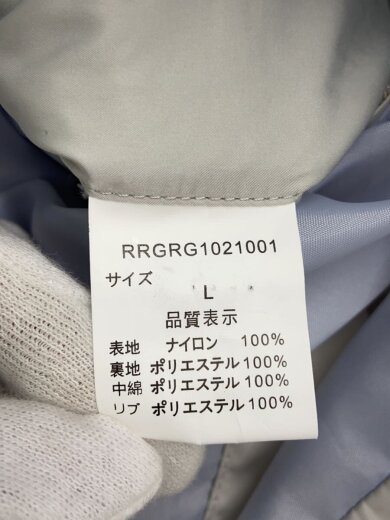 RRGRG1021001
サイズ
L
品質表示
表地 ナイロン 100%
裏地 ポリエステル 100%
中綿 ポリエステル 100%
リブ ポリエステル 100%